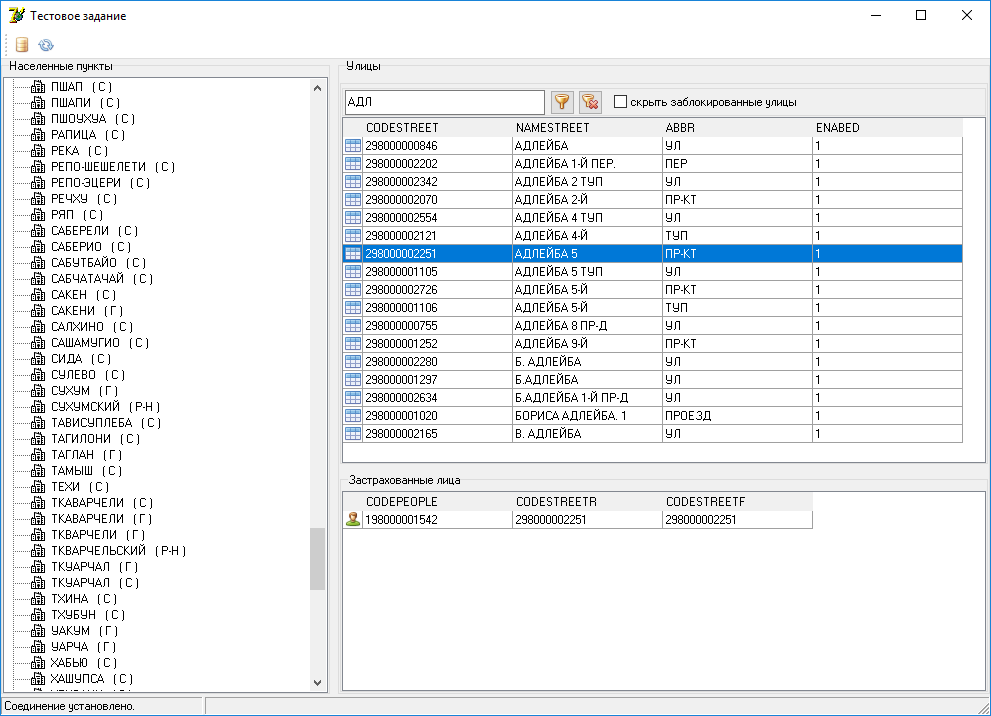 Тестовое задание
Населенные пункты
ПШАП (С)
ПШАПИ (С)
ПШОУХУА (С)
РАПИЦА (С)
РЕКА (С)
РЕПО-ШЕШЕЛЕТИ (С)
РЕПО-ЭЦЕРИ (С)
РЕЧХУ (С)
РЯП (С)
САБЕРЕЛИ (С)
САБЕРИО (С)
САБУТБАЙО (С)
САБЧАТАЧАЙ (С)
САКЕН (С)
САКЕНИ (Г)
САЛХИНО (С)
САШАМУГИО (С)
СИДА (С)
СУЛЕВО (С)
СУХУМ (Г)
СУХУМСКИЙ (Р-Н)
ТАВИСУПЛЕБА (С)
ТАГИЛОНИ (С)
ТАГЛАН (Г)
ТАМЫШ (С)
ТЕХИ (С)
ТКАВАРЧЕЛИ (С)
ТКАВАРЧЕЛИ (Г)
ТКВАРЧЕЛИ (Г)
ТКВАРЧЕЛЬСКИЙ (Р-Н)
ТКУАРЧАЛ (Г)
ТКУАРЧАЛ (С)
ТХИНА (С)
ТХУБУН (С)
УАКУМ (Г)
УАРЧА (Г)
ХАБЬЮ (С)
ХАШУПСА (С)
Улицы
АДЛ
скрыть заблокированные улицы
CODESTREET NAMESTREET ABBR ENABED
298000000846 АДЛЕЙБА УЛ 1
298000002202 АДЛЕЙБА 1-Й ПЕР. ПЕР 1
298000002342 АДЛЕЙБА 2 ТУП УЛ 1
298000002070 АДЛЕЙБА 2-Й ПР-КТ 1
298000002554 АДЛЕЙБА 4 ТУП УЛ 1
298000002121 АДЛЕЙБА 4-Й ТУП 1
298000002251 АДЛЕЙБА 5 ПР-КТ 1
298000001105 АДЛЕЙБА 5 ТУП УЛ 1
298000002726 АДЛЕЙБА 5-Й ПР-КТ 1
298000001106 АДЛЕЙБА 5-Й ТУП 1
298000000755 АДЛЕЙБА 8 ПР-Д УЛ 1
298000001252 АДЛЕЙБА 9-Й ПР-КТ 1
298000002280 Б. АДЛЕЙБА УЛ 1
298000001297 Б.АДЛЕЙБА УЛ 1
298000002634 Б.АДЛЕЙБА 1-Й ПР-Д УЛ 1
298000001020 БОРИСА АДЛЕЙБА. 1 ПРОЕЗД 1
298000002165 В. АДЛЕЙБА УЛ 1
Застрахованные лица
CODEPEOPLE CODESTREETR CODESTREETF
198000001542 298000002251 298000002251
Соединение установлено.